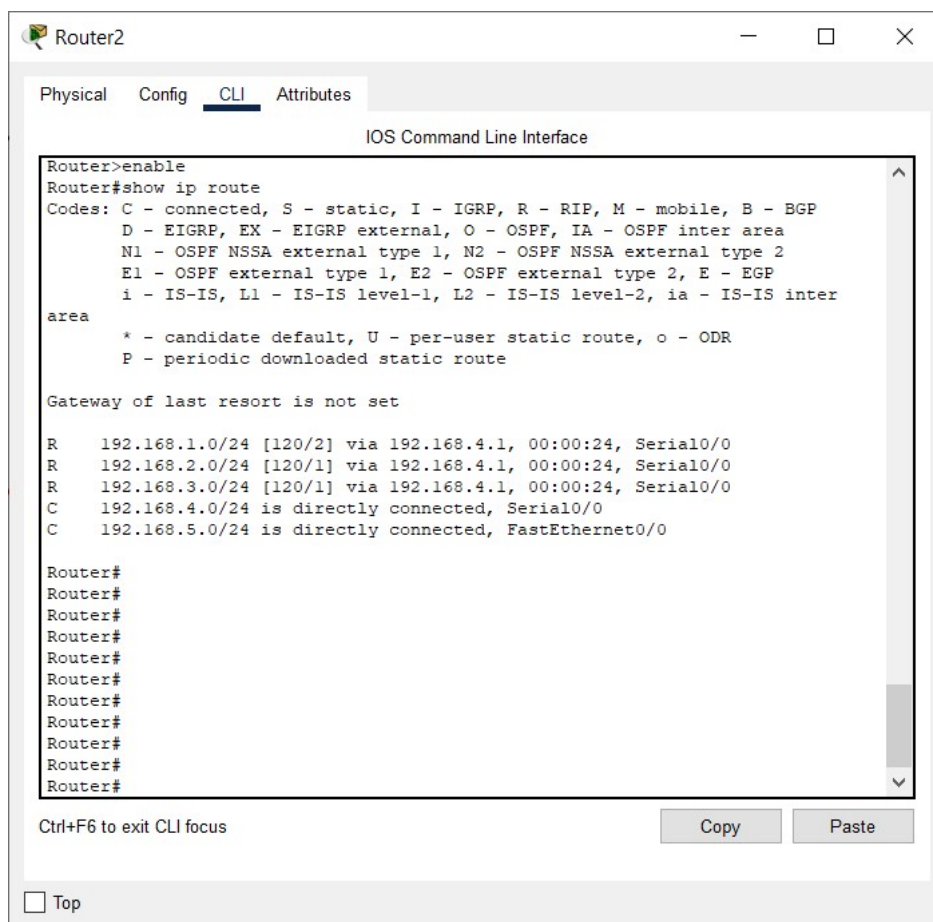 Router2
Physical Config CLI Attributes
IOS Command Line Interface
Router>enable
Router#show ip route
Codes: C - connected, S - static, I - IGRP, R - RIP, M - mobile, B - BGP
D - EIGRP, EX - EIGRP external, O - OSPF, IA - OSPF inter area
N1 - OSPF NSSA external type 1, N2 - OSPF NSSA external type 2
E1 - OSPF external type 1, E2 - OSPF external type 2, E - EGP
i - IS-IS, L1 - IS-IS level-1, L2 - IS-IS level-2, ia - IS-IS inter
area
* - candidate default, U - per-user static route, o - ODR
P - periodic downloaded static route
Gateway of last resort is not set
R 192.168.1.0/24 [120/2] via 192.168.4.1, 00:00:24, Serial0/0
R 192.168.2.0/24 [120/1] via 192.168.4.1, 00:00:24, Serial0/0
R 192.168.3.0/24 [120/1] via 192.168.4.1, 00:00:24, Serial0/0
C 192.168.4.0/24 is directly connected, Serial0/0
C 192.168.5.0/24 is directly connected, FastEthernet0/0
Router#
Router#
Router#
Router#
Router#
Router#
Router#
Router#
Router#
Router#
Router#
Ctrl+F6 to exit CLI focus
Copy Paste
Top